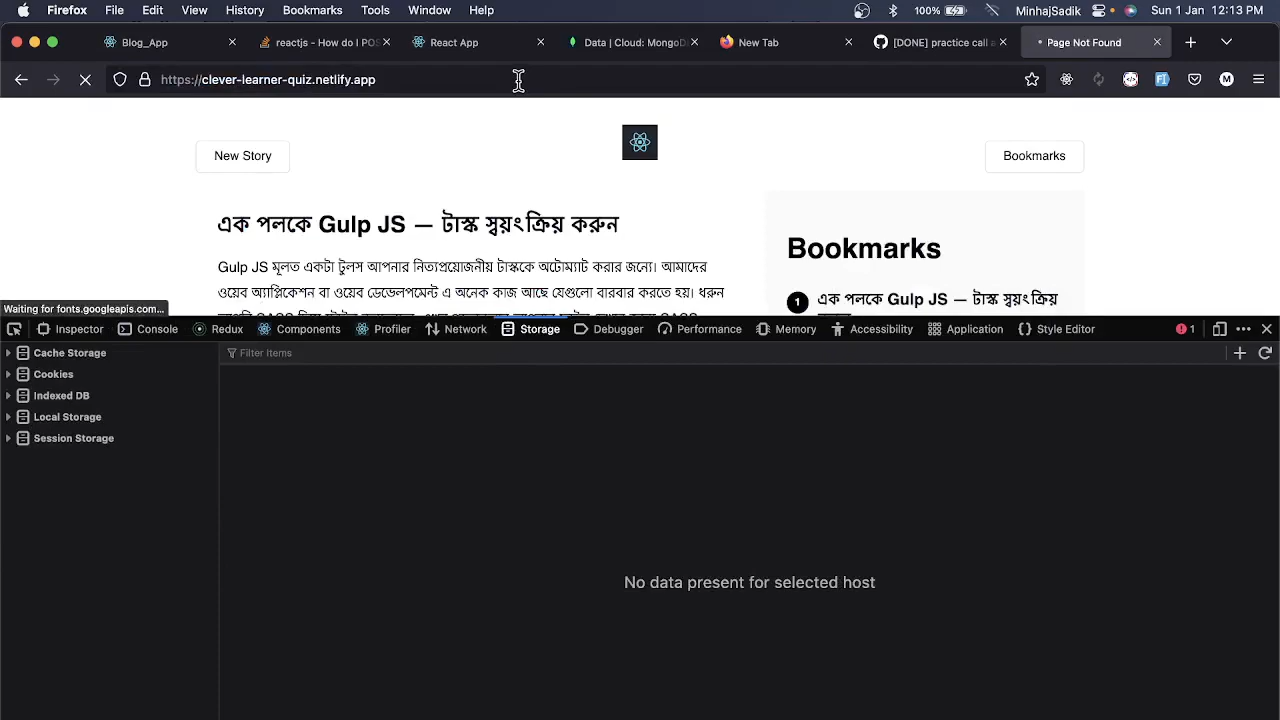 Firefox File Edit View History Bookmarks Tools Window Help 100% MinhajSadik Sun 1 Jan 12:13 PM
Blog_App reactjs - How do I POS React App Data | Cloud: MongoD New Tab [DONE] practice call a Page Not Found
https://clever-learner-quiz.netlify.app M
New Story Bookmarks
এক পলকে Gulp JS — টাস্ক স্বয়ংক্রিয় করুন
Gulp JS মূলত একটা টুলস আপনার নিত্যপ্রয়োজনীয় টাস্ককে অটোম্যাট করার জন্যে। আমাদের
ওয়েব অ্যাপ্লিকেশন বা ওয়েব ডেভেলপমেন্ট এ অনেক কাজ আছে যেগুলো বারবার করতে হয়। ধরুন
Bookmarks
1 এক পলকে Gulp JS — টাস্ক স্বয়ংক্রিয়
Waiting for fonts.googleapis.com...
Inspector Console Redux Components Profiler Network Storage Debugger Performance Memory Accessibility Application Style Editor 1
Cache Storage
Cookies
Indexed DB
Local Storage
Session Storage
Filter Items
No data present for selected host